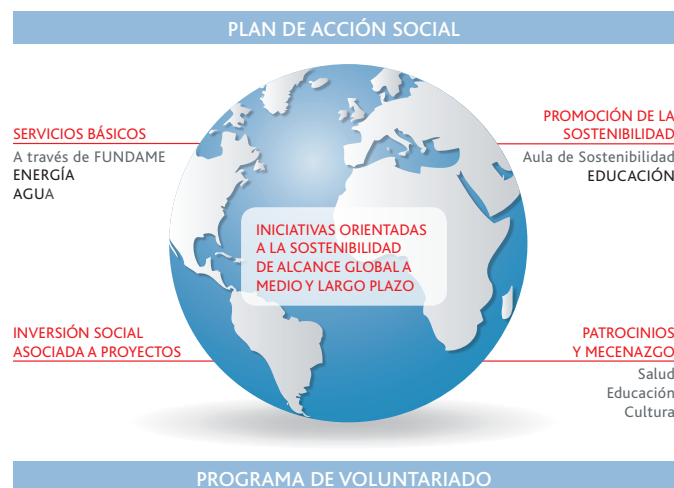 PLAN DE ACCIÓN SOCIAL
SERVICIOS BÁSICOS
A través de FUNDAME
ENERGÍA
AGUA
PROMOCIÓN DE LA
SOSTENIBILIDAD
Aula de Sostenibilidad
EDUCACIÓN
INICIATIVAS ORIENTADAS
A LA SOSTENIBILIDAD
DE ALCANCE GLOBAL A
MEDIO Y LARGO PLAZO
INVERSIÓN SOCIAL
ASOCIADA A PROYECTOS
PATROCINIOS
Y MECENAZGO
Salud
Educación
Cultura
PROGRAMA DE VOLUNTARIADO